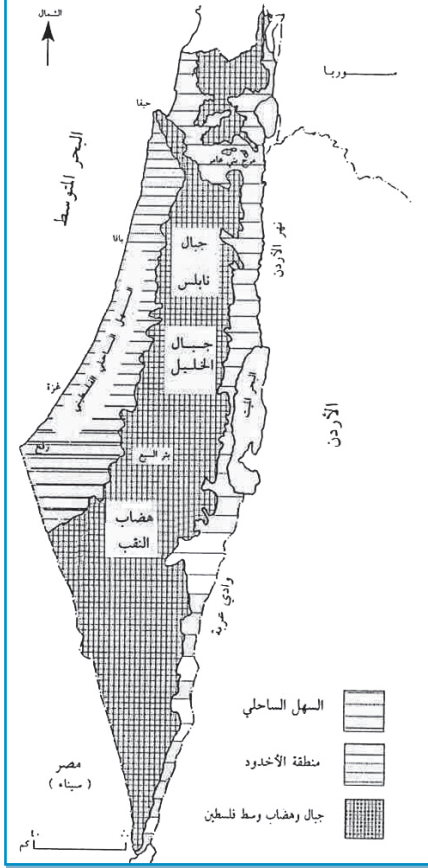 الشمال
سوريا
حيفا
مرج بني عامر
البحر المتوسط
يافا
جبال
نابلس
نهر الأردن
السهل الساحلي الفلسطيني
جبال
الخليل
غزة
البحر الميت
الأردن
رفح
بئر السبع
هضاب
النقب
وادي عربة
السهل الساحلي
منطقة الأخدود
مصر
( سيناء )
جبال وهضاب وسط فلسطين
كم